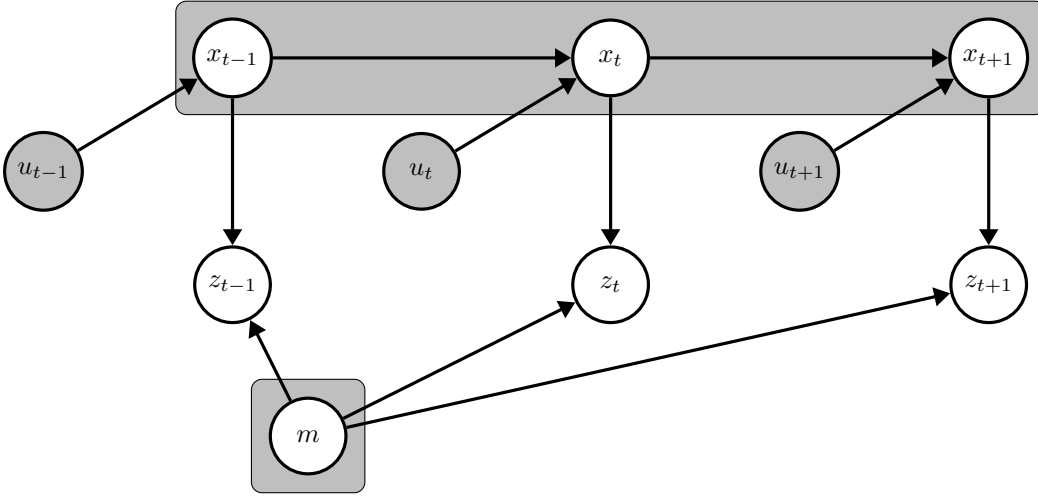 x_{t−1} x_t x_{t+1}
u_{t−1} u_t u_{t+1}
z_{t−1} z_t z_{t+1}
m